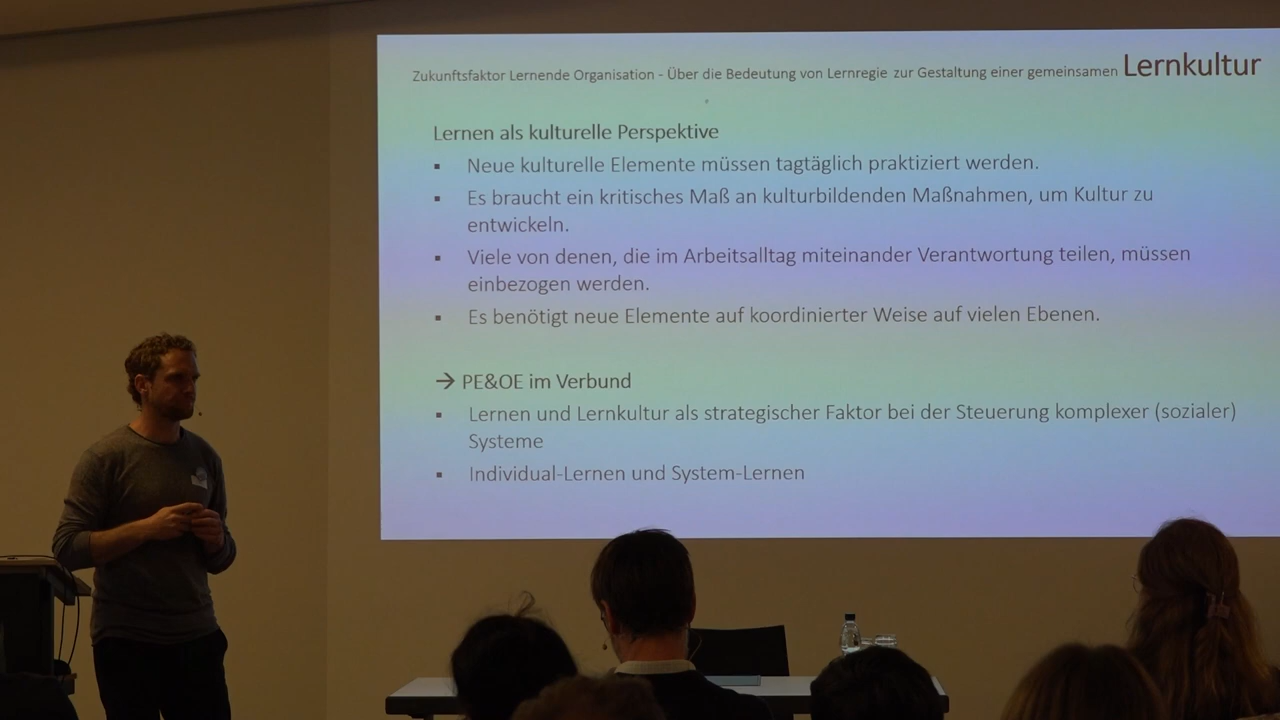 Zukunftsfaktor Lernende Organisation - Über die Bedeutung von Lernregie zur Gestaltung einer gemeinsamen Lernkultur
Lernen als kulturelle Perspektive
▪ Neue kulturelle Elemente müssen tagtäglich praktiziert werden.
▪ Es braucht ein kritisches Maß an kulturbildenden Maßnahmen, um Kultur zu
entwickeln.
▪ Viele von denen, die im Arbeitsalltag miteinander Verantwortung teilen, müssen
einbezogen werden.
▪ Es benötigt neue Elemente auf koordinierter Weise auf vielen Ebenen.
→ PE&OE im Verbund
▪ Lernen und Lernkultur als strategischer Faktor bei der Steuerung komplexer (sozialer)
Systeme
▪ Individual-Lernen und System-Lernen